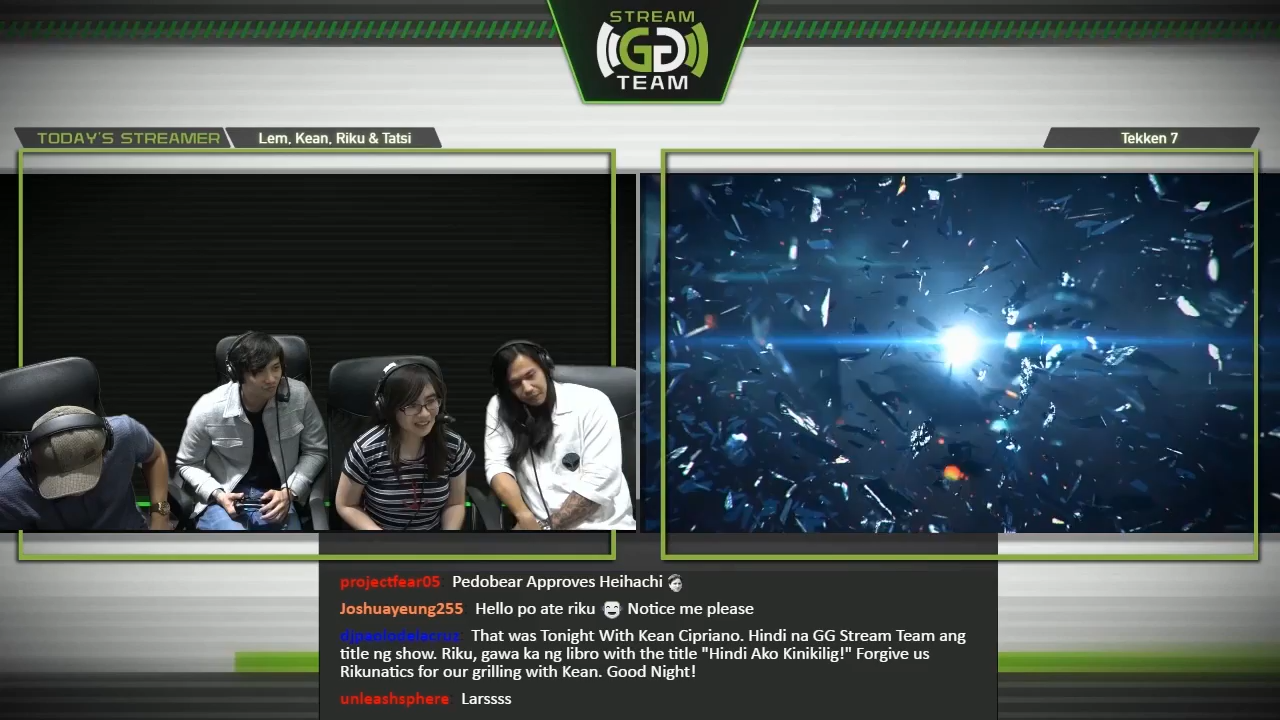 STREAM
GG
TEAM
TODAY'S STREAMER
Lem, Kean, Riku & Tatsi
Tekken 7
projectfear05 Pedobear Approves Heihachi
Joshuayeung255 Hello po ate riku Notice me please
djpaolodelacruz: That was Tonight With Kean Cipriano. Hindi na GG Stream Team ang
title ng show. Riku, gawa ka ng libro with the title "Hindi Ako Kinikilig!" Forgive us
Rikunatics for our grilling with Kean. Good Night!
unleashsphere Larssss